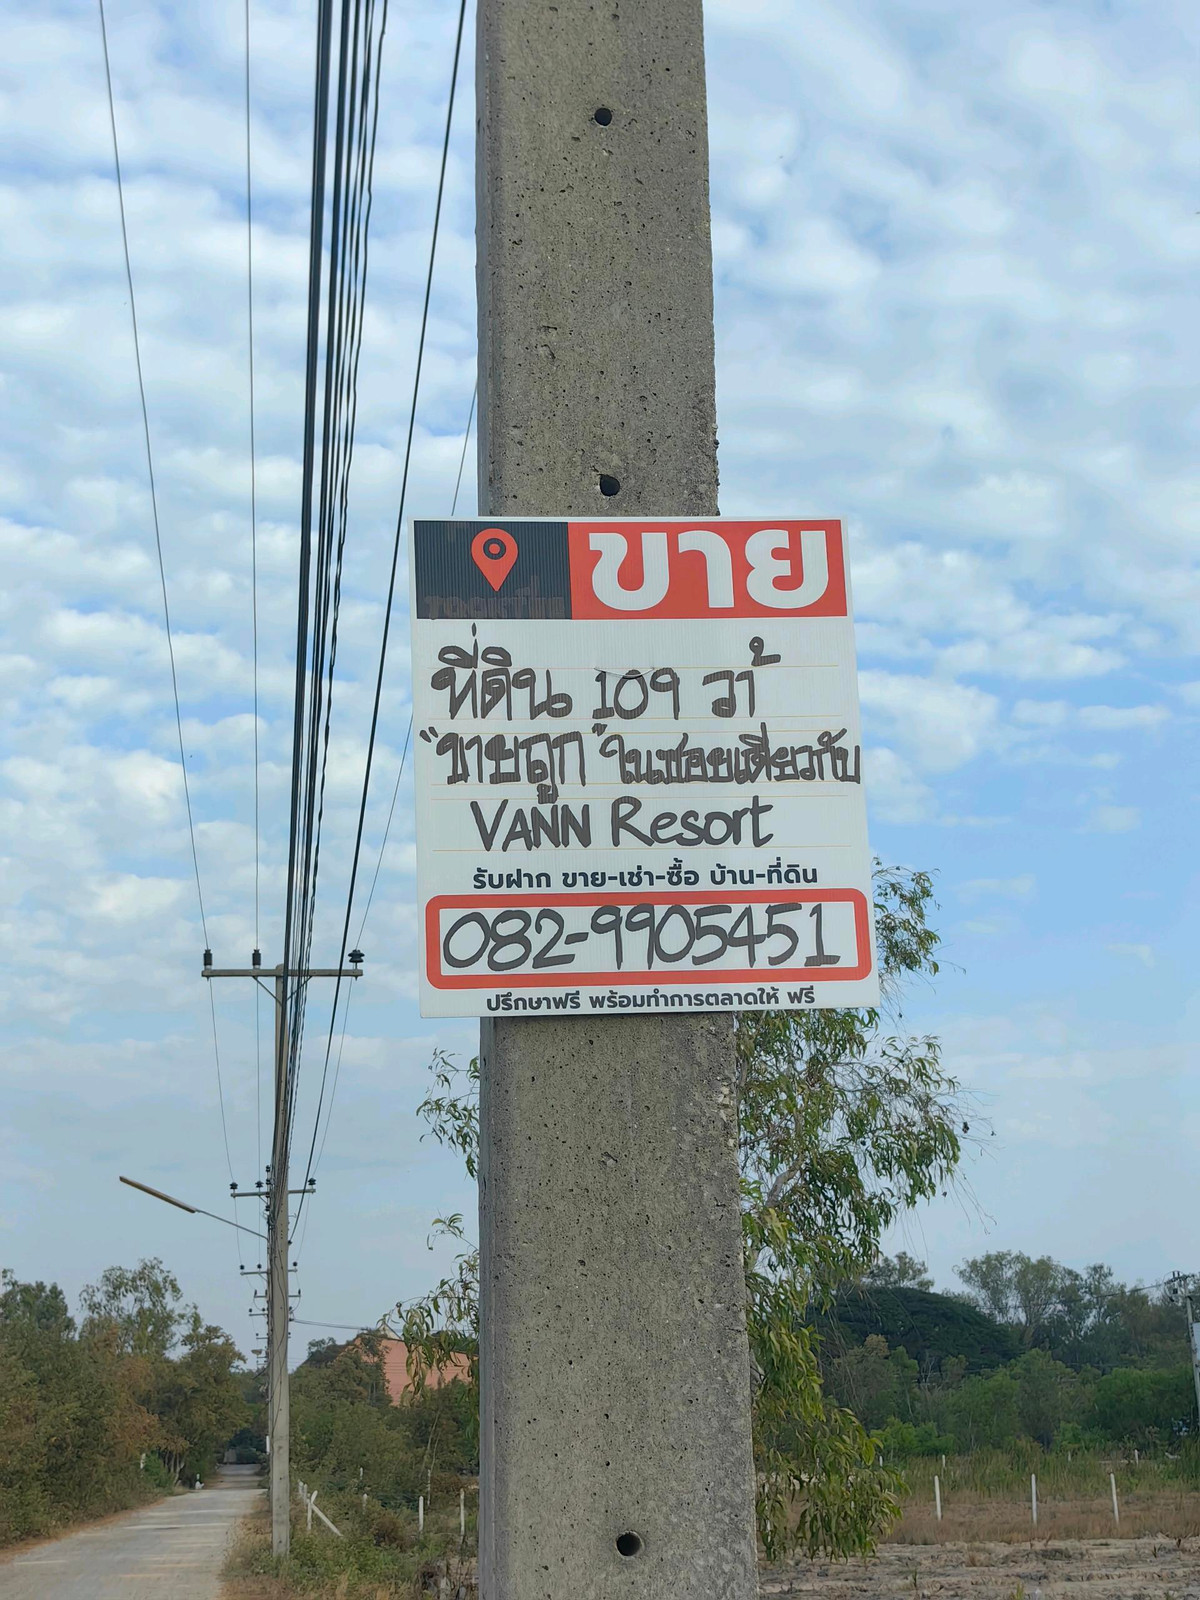 ขาย
ที่ดิน 109 วา้
"ขายถูก" ในซอยเดียวกับ
VANN Resort
รับฝาก ขาย-เช่า-ซื้อ บ้าน-ที่ดิน
082-9905451
ปรึกษาฟรี พร้อมทำการตลาดให้ ฟรี